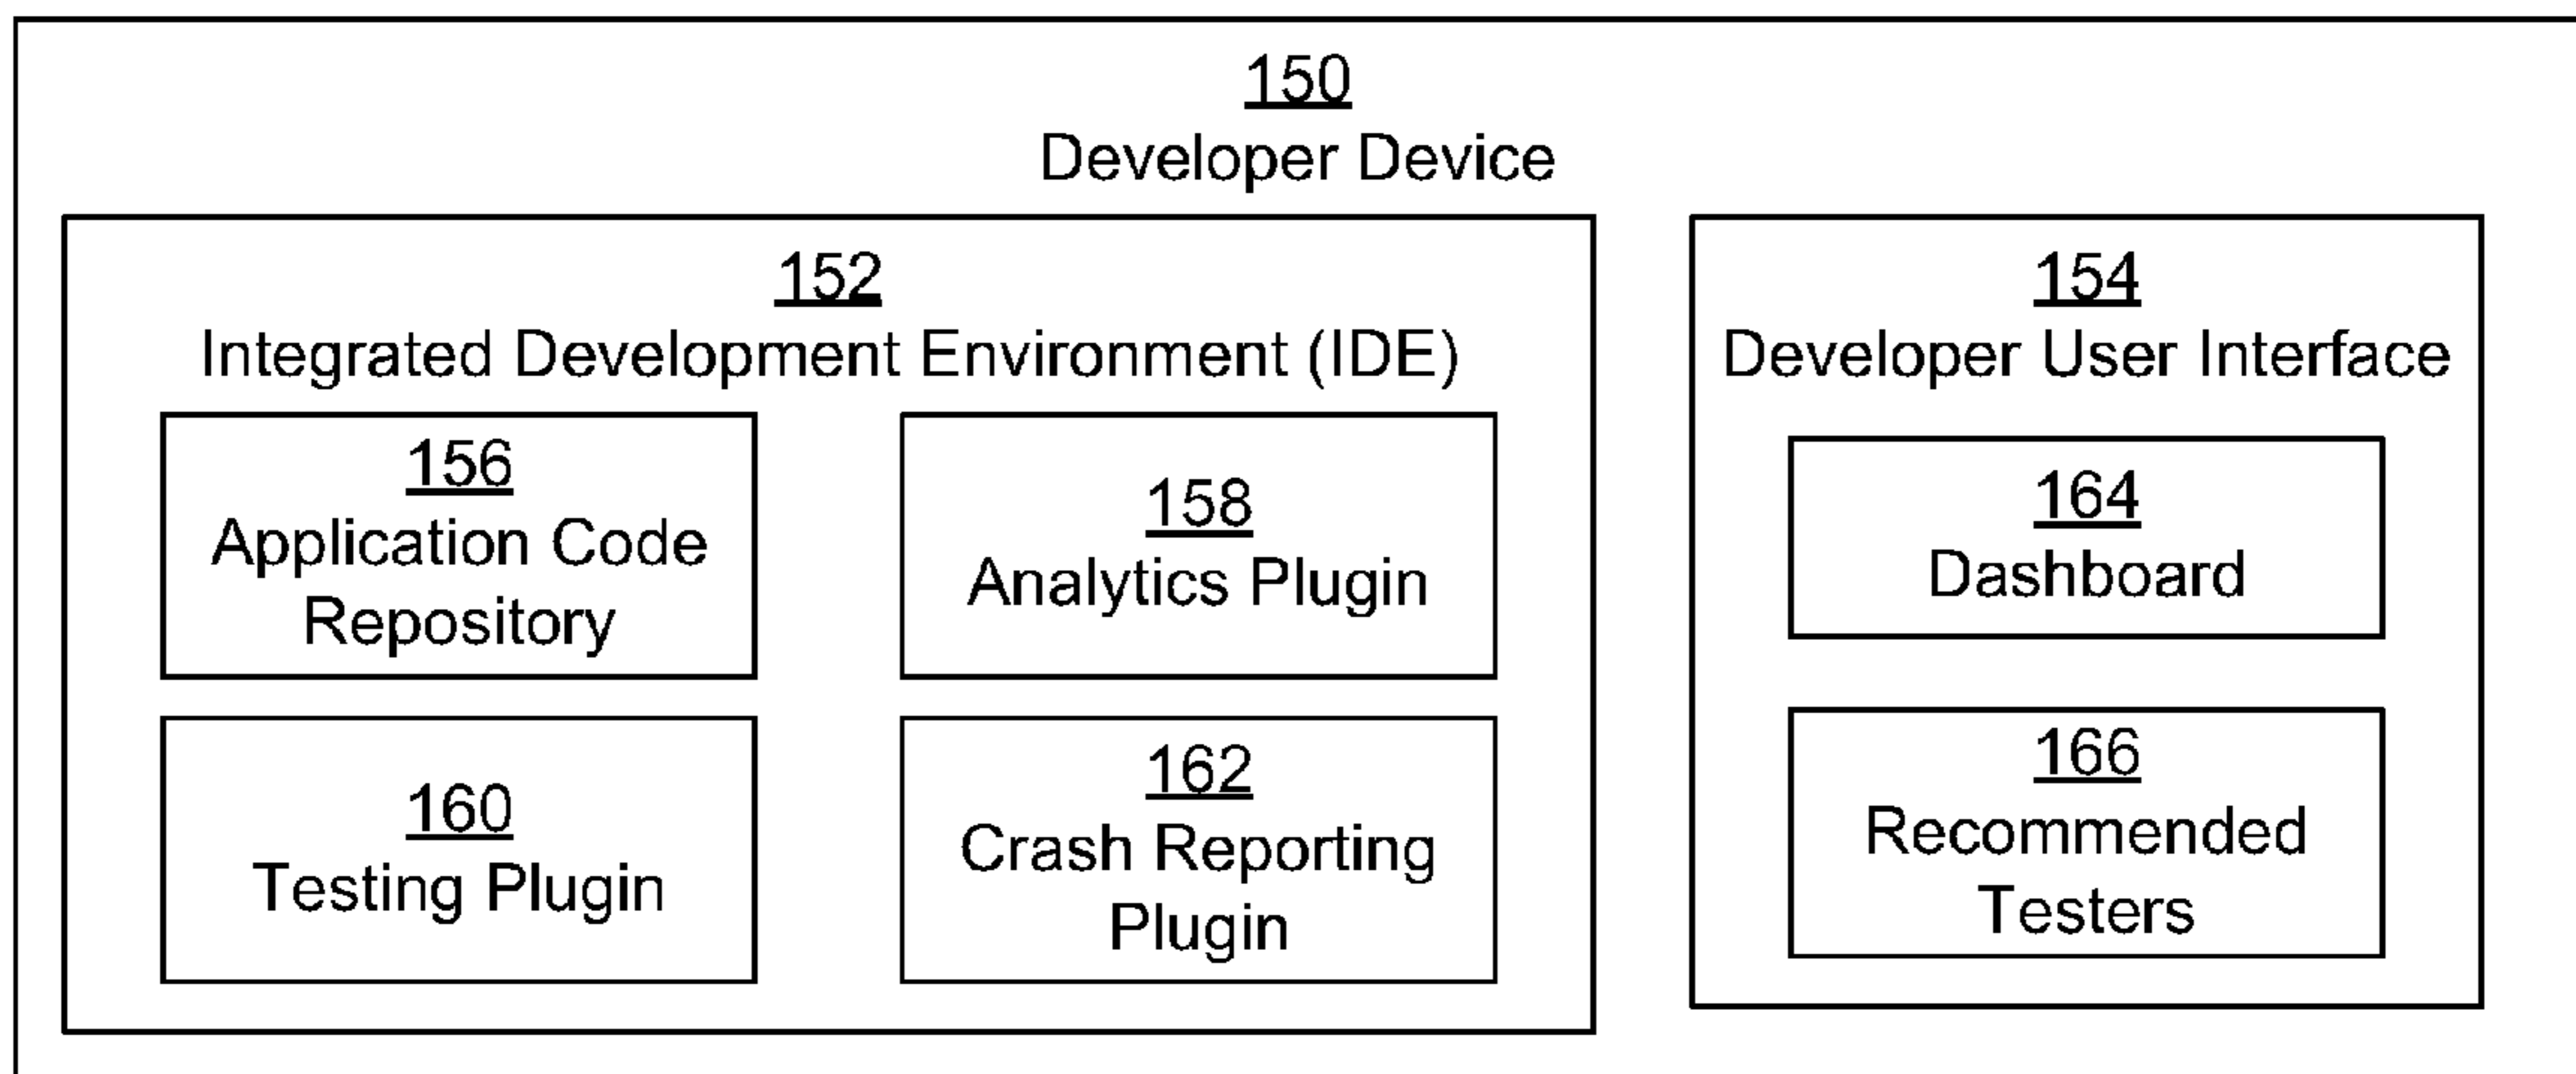 150
Developer Device
152
Integrated Development Environment (IDE)
156
Application Code
Repository
158
Analytics Plugin
160
Testing Plugin
162
Crash Reporting
Plugin
154
Developer User Interface
164
Dashboard
166
Recommended
Testers